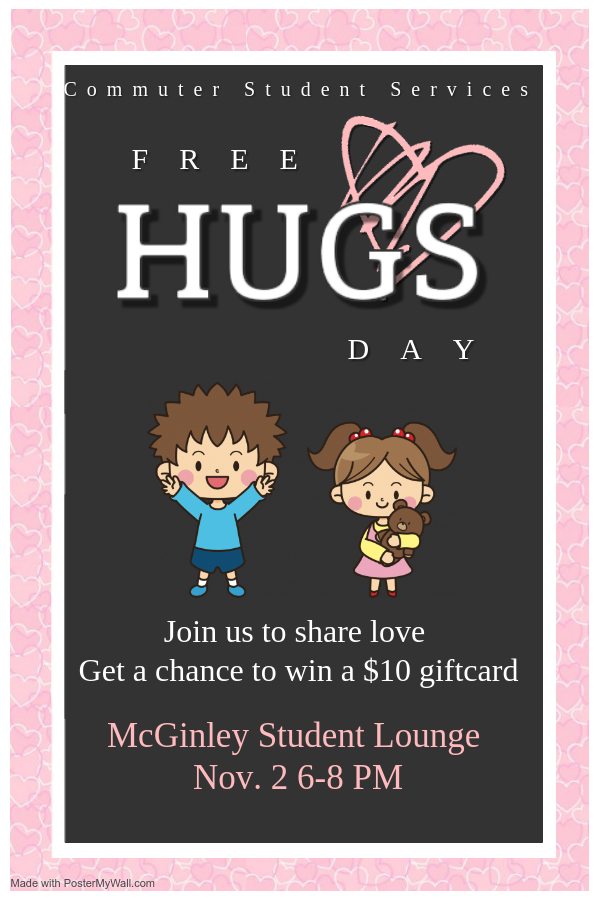 Commuter Student Services
FREE
HUGS
DAY
Join us to share love
Get a chance to win a $10 giftcard
McGinley Student Lounge
Nov. 2 6-8 PM
Made with PosterMyWall.com